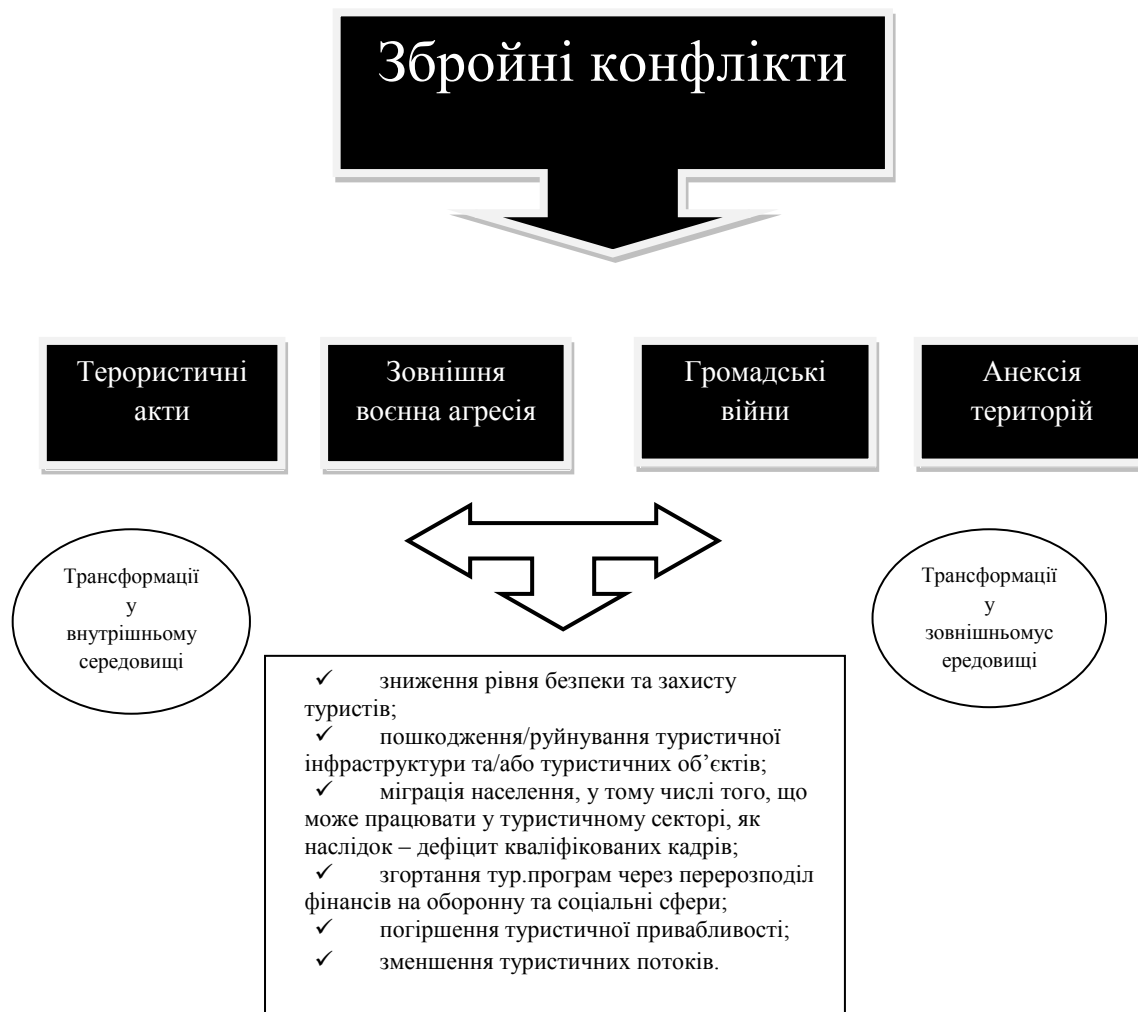 Збройні конфлікти
Терористичні
акти
Зовнішня
воєнна агресія
Громадські
війни
Анексія
територій
Трансформації
у
внутрішньому
середовищі
Трансформації
у
зовнішньомус
ередовищі
✓ зниження рівня безпеки та захисту
туристів;
✓ пошкодження/руйнування туристичної
інфраструктури та/або туристичних об’єктів;
✓ міграція населення, у тому числі того, що
може працювати у туристичному секторі, як
наслідок – дефіцит кваліфікованих кадрів;
✓ згортання тур.програм через перерозподіл
фінансів на оборонну та соціальні сфери;
✓ погіршення туристичної привабливості;
✓ зменшення туристичних потоків.